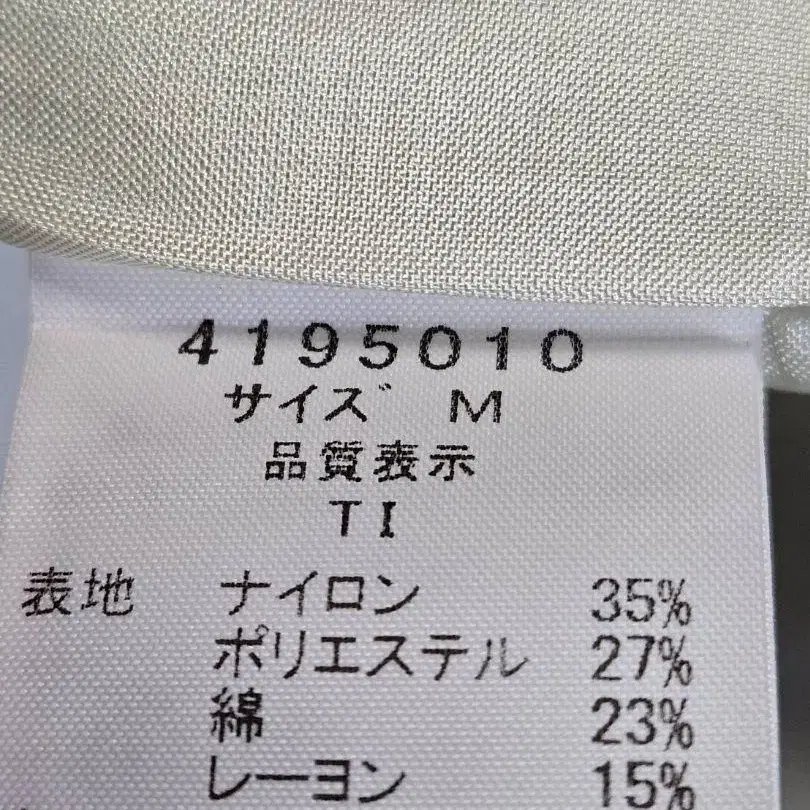 4195010
サイズ M
品質表示
TI
表地 ナイロン 35%
ポリエステル 27%
綿 23%
レーヨン 15%